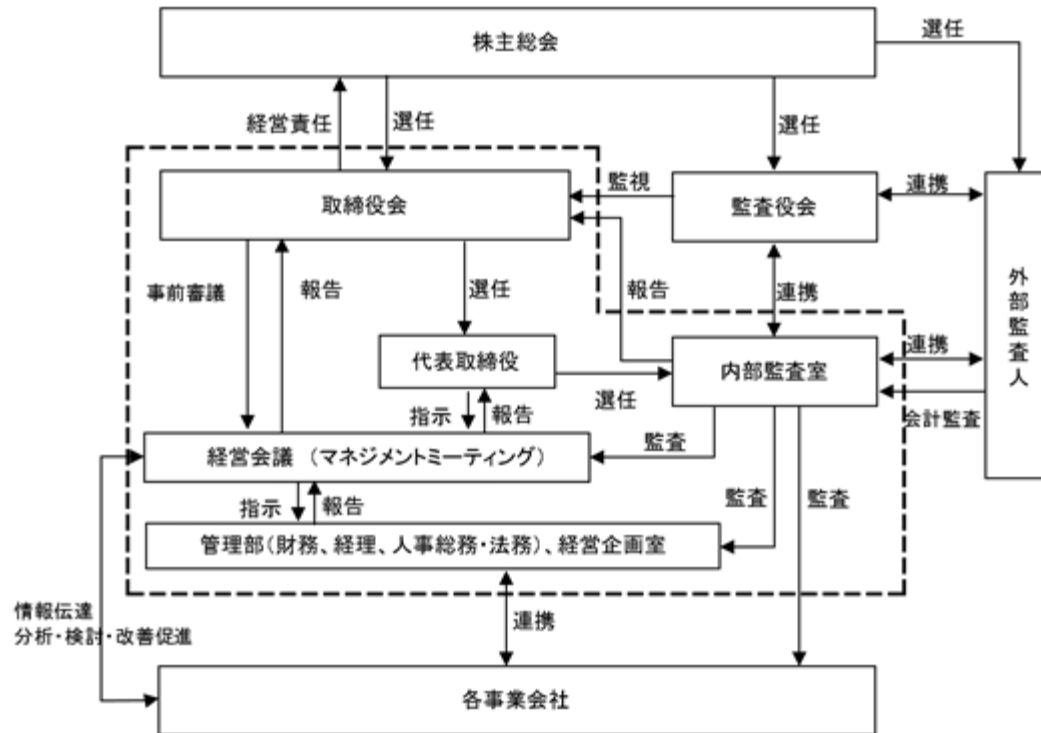 株主総会
選任
経営責任
選任
選任
取締役会
監視
監査役会
連携
外部監査人
事前審議
報告
選任
報告
連携
代表取締役
選任
内部監査室
連携
会計監査
指示
報告
経営会議 (マネジメントミーティング)
監査
指示
報告
監査
監査
管理部(財務、経理、人事総務・法務)、経営企画室
情報伝達
分析・検討・改善促進
連携
各事業会社